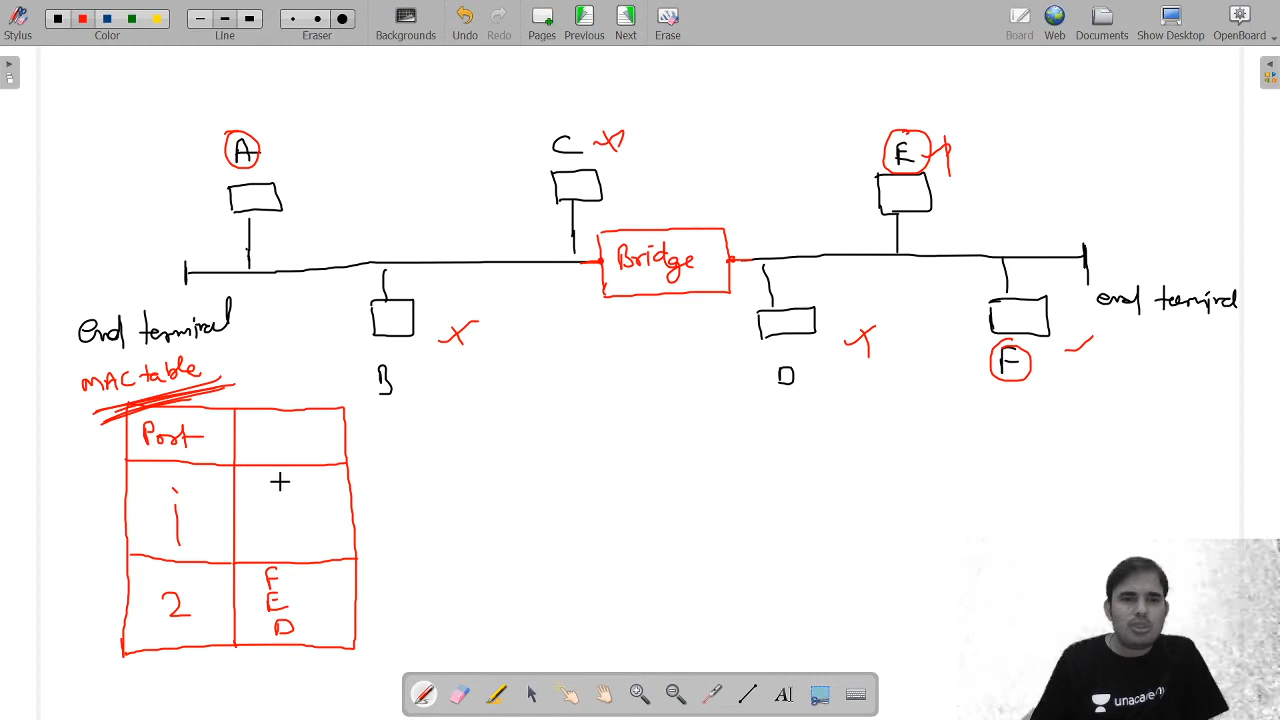 Stylus
Color
Line
Eraser
Backgrounds
Undo
Redo
Pages
Previous
Next
Erase
Board
Web
Documents
Show Desktop
OpenBoard
A
C
E
Bridge
end terminal
end terminal
B
D
F
MAC table
Port
1
2
F
E
D
unacademy